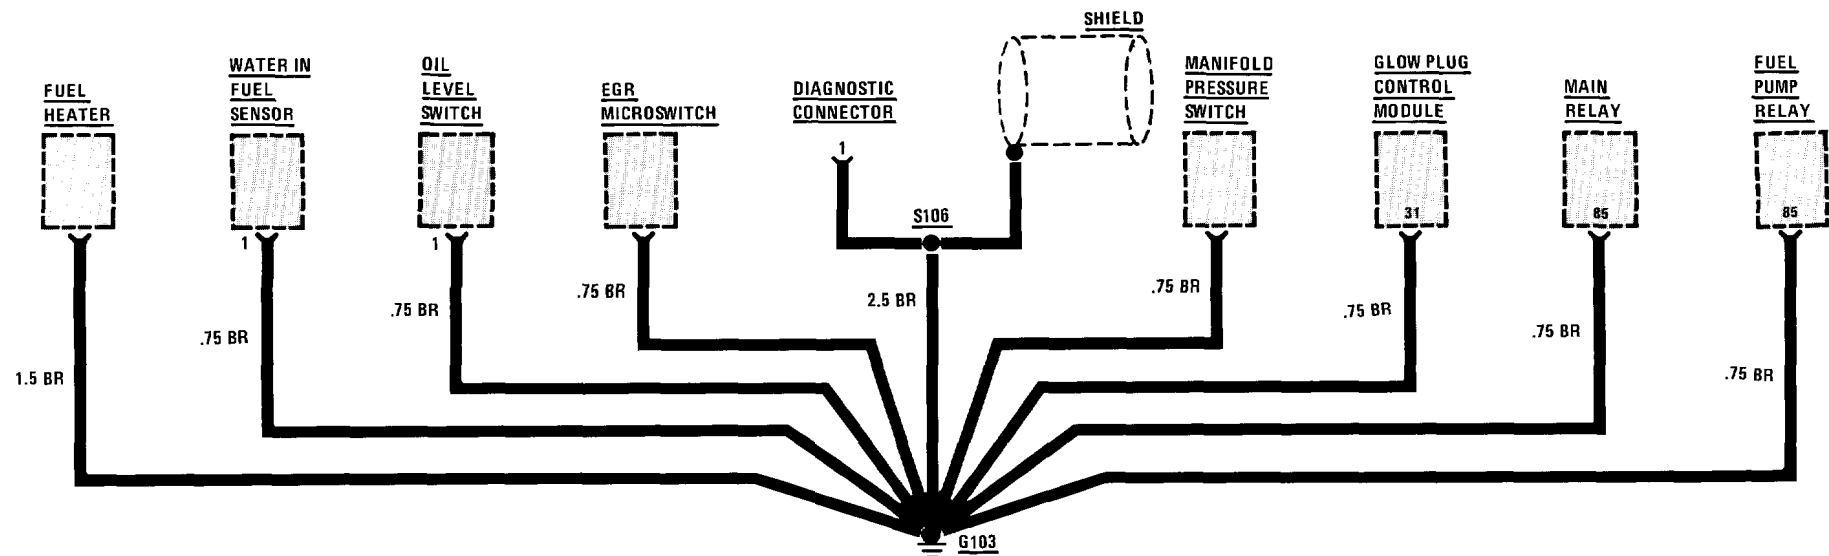 SHIELD
FUEL
HEATER
WATER IN
FUEL
SENSOR
OIL
LEVEL
SWITCH
EGR
MICROSWITCH
DIAGNOSTIC
CONNECTOR
MANIFOLD
PRESSURE
SWITCH
GLOW PLUG
CONTROL
MODULE
MAIN
RELAY
FUEL
PUMP
RELAY
1
31
85
85
S106
1
1
.75 BR
2.5 BR
.75 BR
.75 BR
.75 BR
.75 BR
.75 BR
1.5 BR
.75 BR
G103